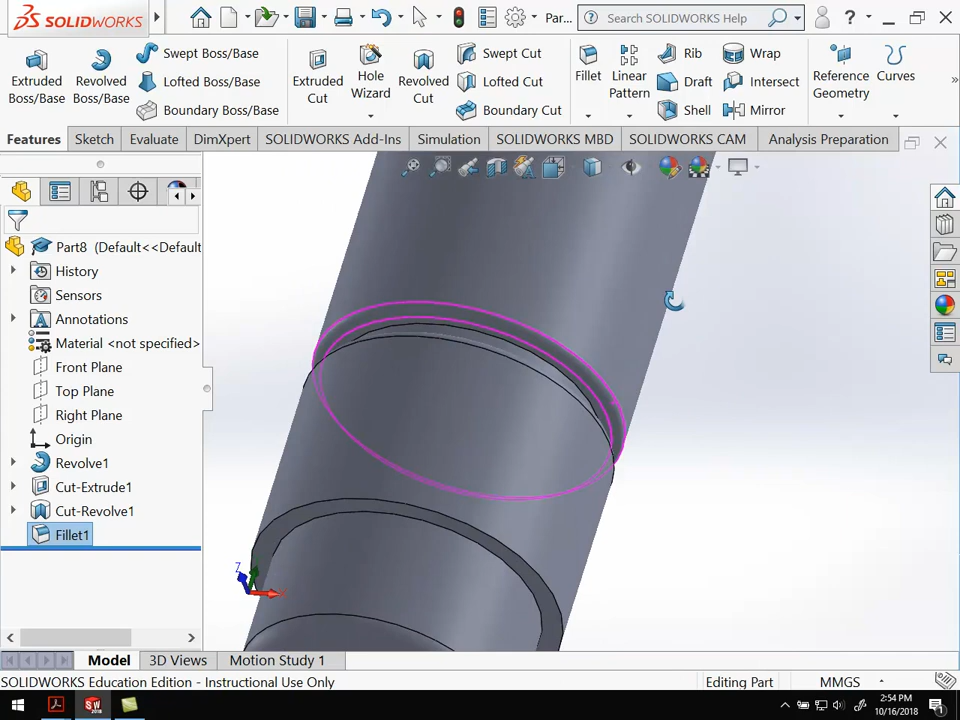 SOLIDWORKS
Par...
Search SOLIDWORKS Help
Extruded Boss/Base
Revolved Boss/Base
Swept Boss/Base
Lofted Boss/Base
Boundary Boss/Base
Extruded Cut
Hole Wizard
Revolved Cut
Swept Cut
Lofted Cut
Boundary Cut
Fillet
Linear Pattern
Rib
Draft
Shell
Wrap
Intersect
Mirror
Reference Geometry
Curves
Features
Sketch
Evaluate
DimXpert
SOLIDWORKS Add-Ins
Simulation
SOLIDWORKS MBD
SOLIDWORKS CAM
Analysis Preparation
Part8 (Default<<Default
History
Sensors
Annotations
Material <not specified>
Front Plane
Top Plane
Right Plane
Origin
Revolve1
Cut-Extrude1
Cut-Revolve1
Fillet1
Z
Model
3D Views
Motion Study 1
SOLIDWORKS Education Edition - Instructional Use Only
Editing Part
MMGS
2:54 PM
10/16/2018